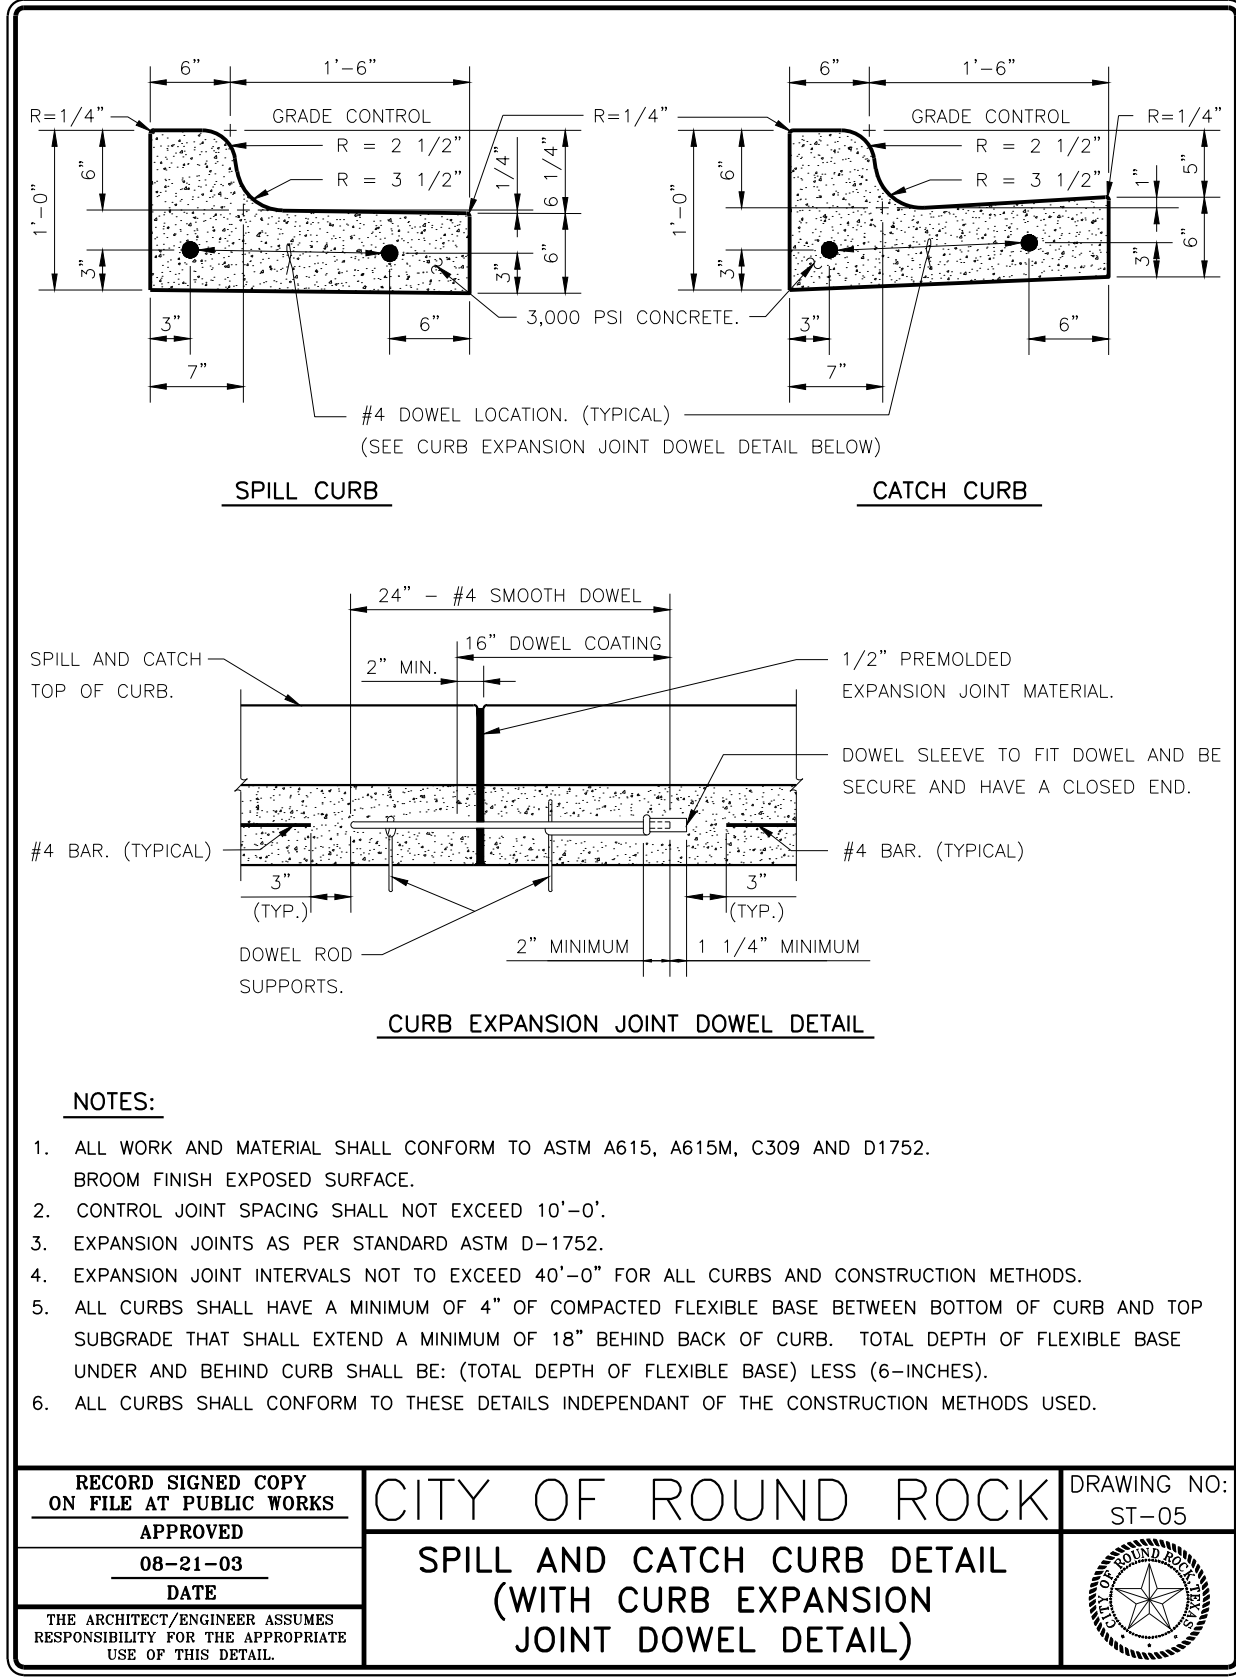 6" 1'-6" 6" 1'-6"
R=1/4" GRADE CONTROL R=1/4" GRADE CONTROL R=1/4"
R = 2 1/2" R = 2 1/2"
R = 3 1/2" R = 3 1/2"
1'-0" 6" 3" 1/4" 6 1/4" 3" 6"
1'-0" 6" 3" 1" 5" 3" 6"
3" 6" 3,000 PSI CONCRETE. 3" 6"
7" 7"
#4 DOWEL LOCATION. (TYPICAL)
(SEE CURB EXPANSION JOINT DOWEL DETAIL BELOW)
SPILL CURB CATCH CURB
24" - #4 SMOOTH DOWEL
16" DOWEL COATING
2" MIN.
SPILL AND CATCH
TOP OF CURB.
1/2" PREMOLDED
EXPANSION JOINT MATERIAL.
DOWEL SLEEVE TO FIT DOWEL AND BE
SECURE AND HAVE A CLOSED END.
#4 BAR. (TYPICAL) #4 BAR. (TYPICAL)
3" 3"
(TYP.) (TYP.)
DOWEL ROD
SUPPORTS.
2" MINIMUM 1 1/4" MINIMUM
CURB EXPANSION JOINT DOWEL DETAIL
NOTES:
1. ALL WORK AND MATERIAL SHALL CONFORM TO ASTM A615, A615M, C309 AND D1752.
BROOM FINISH EXPOSED SURFACE.
2. CONTROL JOINT SPACING SHALL NOT EXCEED 10'-0'.
3. EXPANSION JOINTS AS PER STANDARD ASTM D-1752.
4. EXPANSION JOINT INTERVALS NOT TO EXCEED 40'-0" FOR ALL CURBS AND CONSTRUCTION METHODS.
5. ALL CURBS SHALL HAVE A MINIMUM OF 4" OF COMPACTED FLEXIBLE BASE BETWEEN BOTTOM OF CURB AND TOP
SUBGRADE THAT SHALL EXTEND A MINIMUM OF 18" BEHIND BACK OF CURB. TOTAL DEPTH OF FLEXIBLE BASE
UNDER AND BEHIND CURB SHALL BE: (TOTAL DEPTH OF FLEXIBLE BASE) LESS (6-INCHES).
6. ALL CURBS SHALL CONFORM TO THESE DETAILS INDEPENDANT OF THE CONSTRUCTION METHODS USED.
RECORD SIGNED COPY
ON FILE AT PUBLIC WORKS
APPROVED
08-21-03
DATE
THE ARCHITECT/ENGINEER ASSUMES
RESPONSIBILITY FOR THE APPROPRIATE
USE OF THIS DETAIL.
CITY OF ROUND ROCK
SPILL AND CATCH CURB DETAIL
(WITH CURB EXPANSION
JOINT DOWEL DETAIL)
DRAWING NO:
ST-05
CITY OF ROUND ROCK, TEXAS